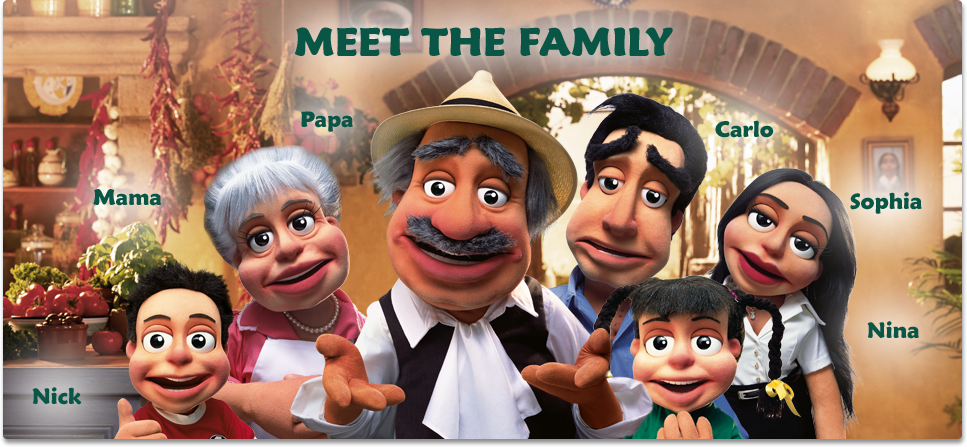 MEET THE FAMILY
Papa
Carlo
Mama
Sophia
Nina
Nick